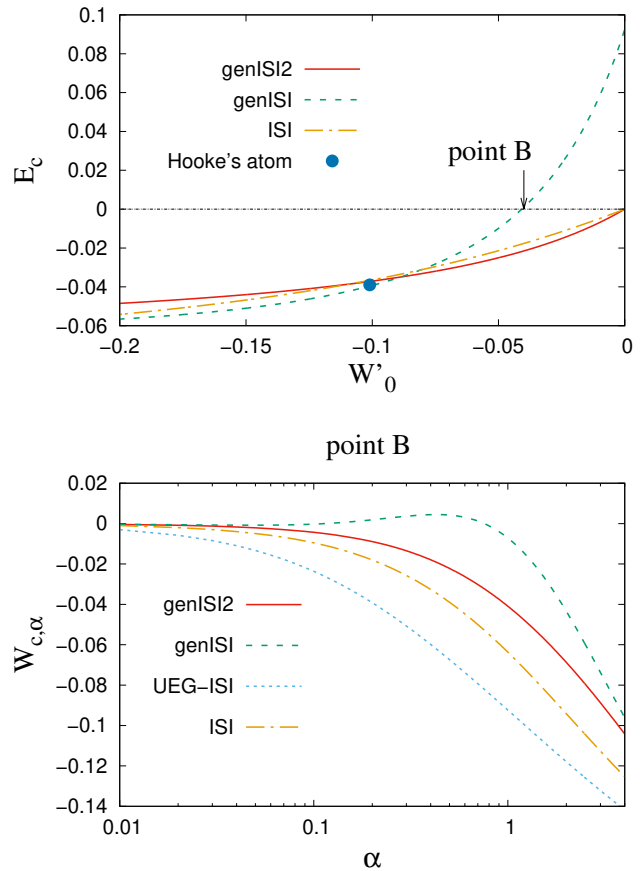 0.1
0.08
0.06
0.04
0.02
0
−0.02
−0.04
−0.06
E_c
genISI2
genISI
ISI
Hooke's atom
point B
−0.2
−0.15
−0.1
−0.05
0
W'_0
point B
0.02
0
−0.02
−0.04
−0.06
−0.08
−0.1
−0.12
−0.14
W_{c,α}
genISI2
genISI
UEG−ISI
ISI
0.01
0.1
1
α